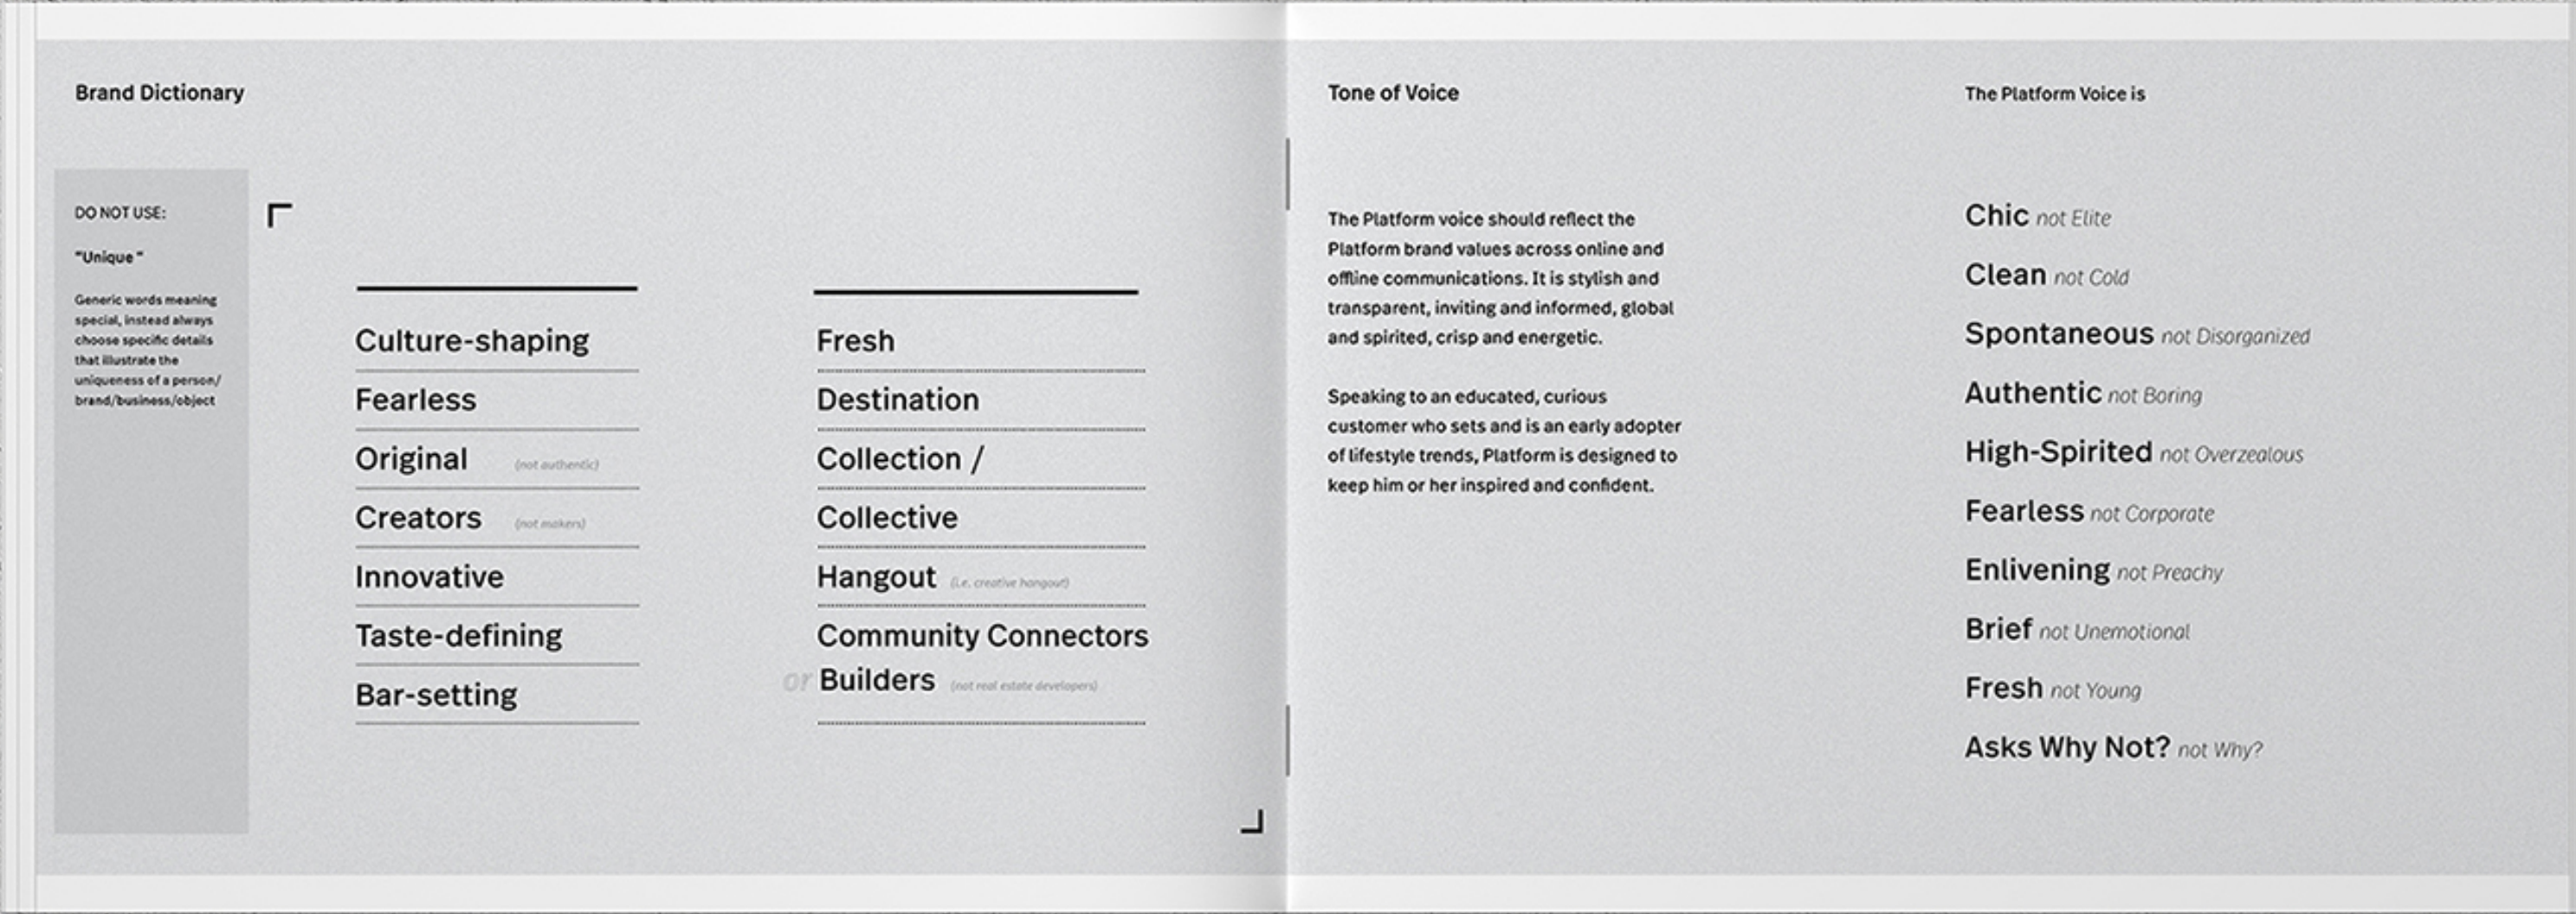 Brand Dictionary
DO NOT USE:
"Unique "
Generic words meaning
special, instead always
choose specific details
that illustrate the
uniqueness of a person/
brand/business/object
Culture-shaping
Fearless
Original (not authentic)
Creators (not makers)
Innovative
Taste-defining
Bar-setting
Fresh
Destination
Collection /
Collective
Hangout (i.e. creative hangout)
Community Connectors
or Builders (not real estate developers)
Tone of Voice
The Platform voice should reflect the
Platform brand values across online and
offline communications. It is stylish and
transparent, inviting and informed, global
and spirited, crisp and energetic.
Speaking to an educated, curious
customer who sets and is an early adopter
of lifestyle trends, Platform is designed to
keep him or her inspired and confident.
The Platform Voice is
Chic not Elite
Clean not Cold
Spontaneous not Disorganized
Authentic not Boring
High-Spirited not Overzealous
Fearless not Corporate
Enlivening not Preachy
Brief not Unemotional
Fresh not Young
Asks Why Not? not Why?